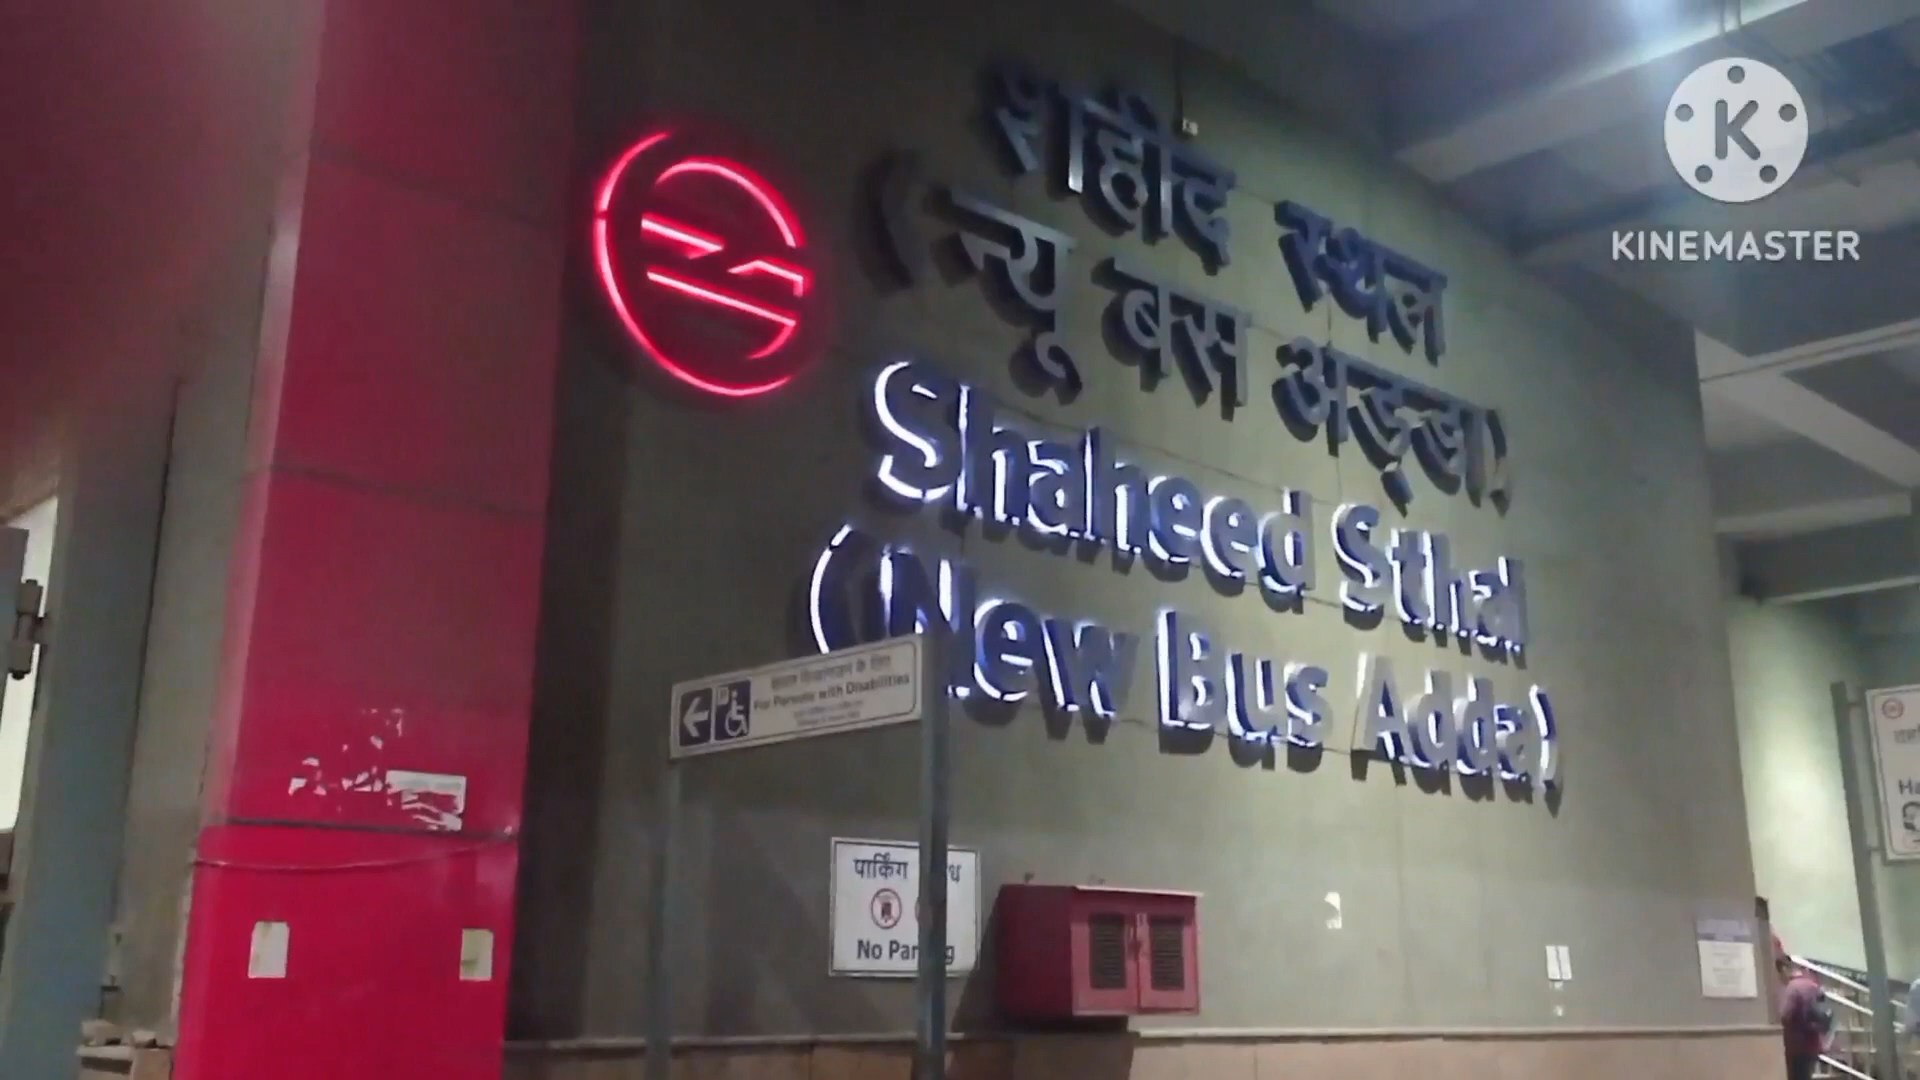 शहीद स्थल
(न्यू बस अड्डा)
Shaheed Sthal
(New Bus Adda)
K
KINEMASTER
के लिए
For Persons with Disabilities
पार्किंग
No Parking